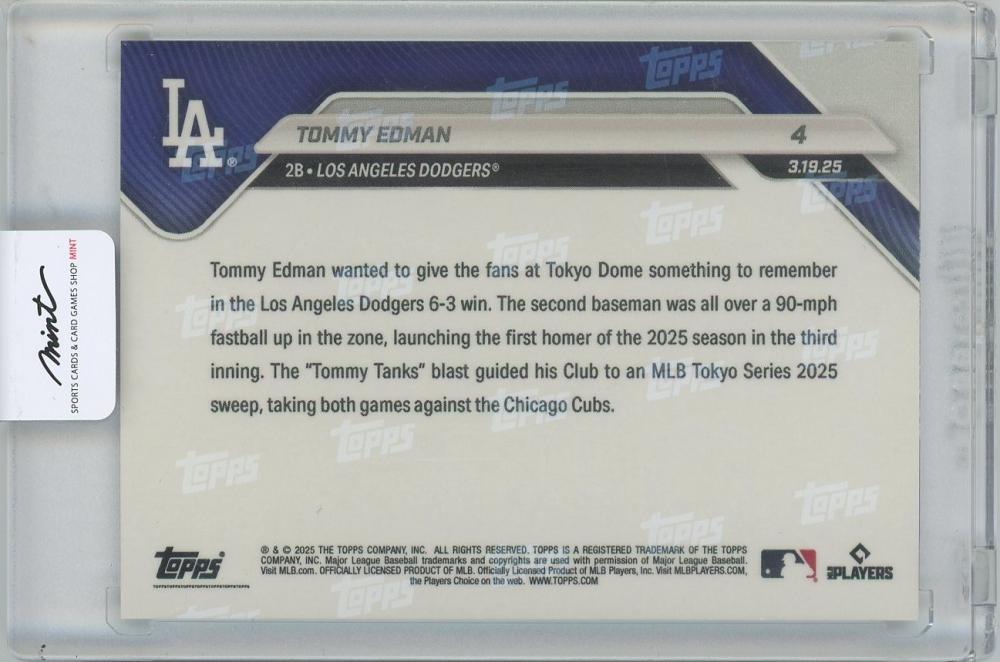 LA®
TOMMY EDMAN 4
2B • LOS ANGELES DODGERS® 3.19.25
Tommy Edman wanted to give the fans at Tokyo Dome something to remember
in the Los Angeles Dodgers 6-3 win. The second baseman was all over a 90-mph
fastball up in the zone, launching the first homer of the 2025 season in the third
inning. The "Tommy Tanks" blast guided his Club to an MLB Tokyo Series 2025
sweep, taking both games against the Chicago Cubs.
mint
SPORTS CARDS & CARD GAMES SHOP MINT
Topps
® & © 2025 THE TOPPS COMPANY, INC. ALL RIGHTS RESERVED. TOPPS IS A REGISTERED TRADEMARK OF THE TOPPS
COMPANY, INC. Major League Baseball trademarks and copyrights are used with permission of Major League Baseball
Visit MLB.com. OFFICIALLY LICENSED PRODUCT OF MLB. Officially Licensed Product of MLB Players, Inc. Visit MLBPLAYERS.COM,
the Players Choice on the web. WWW.TOPPS.COM
MLBPLAYERS